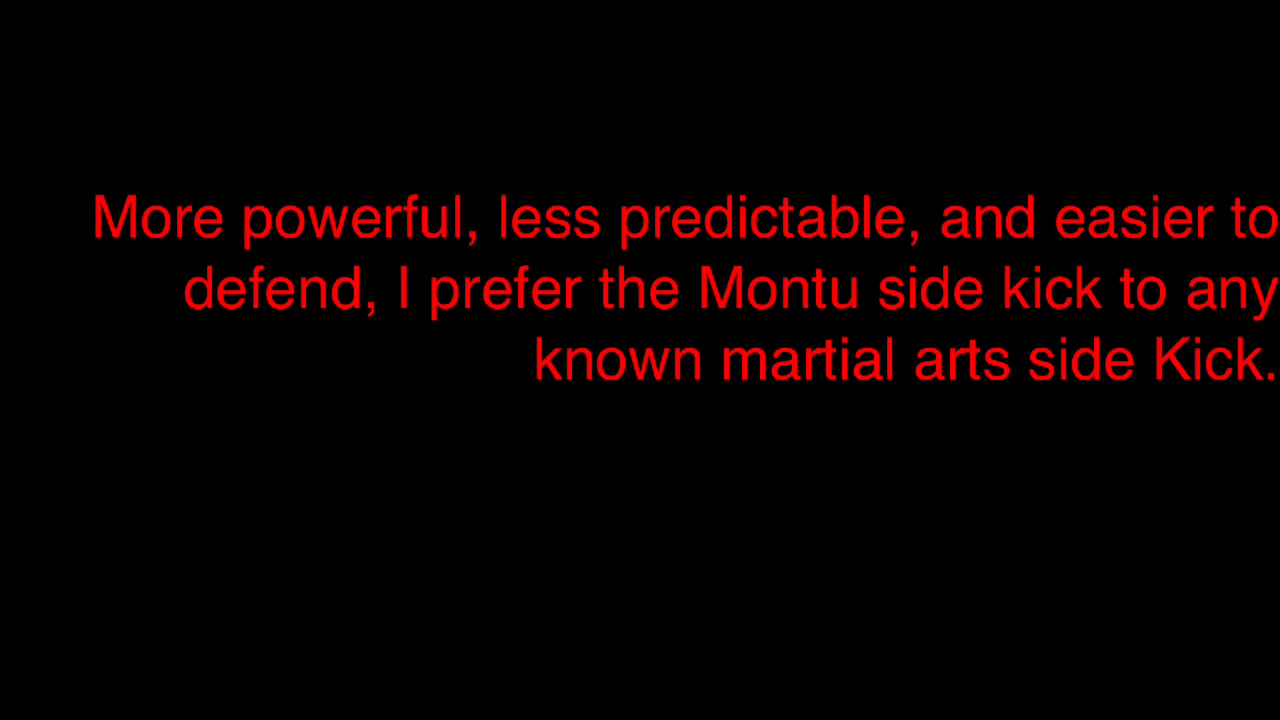 More powerful, less predictable, and easier to
defend, I prefer the Montu side kick to any
known martial arts side Kick.